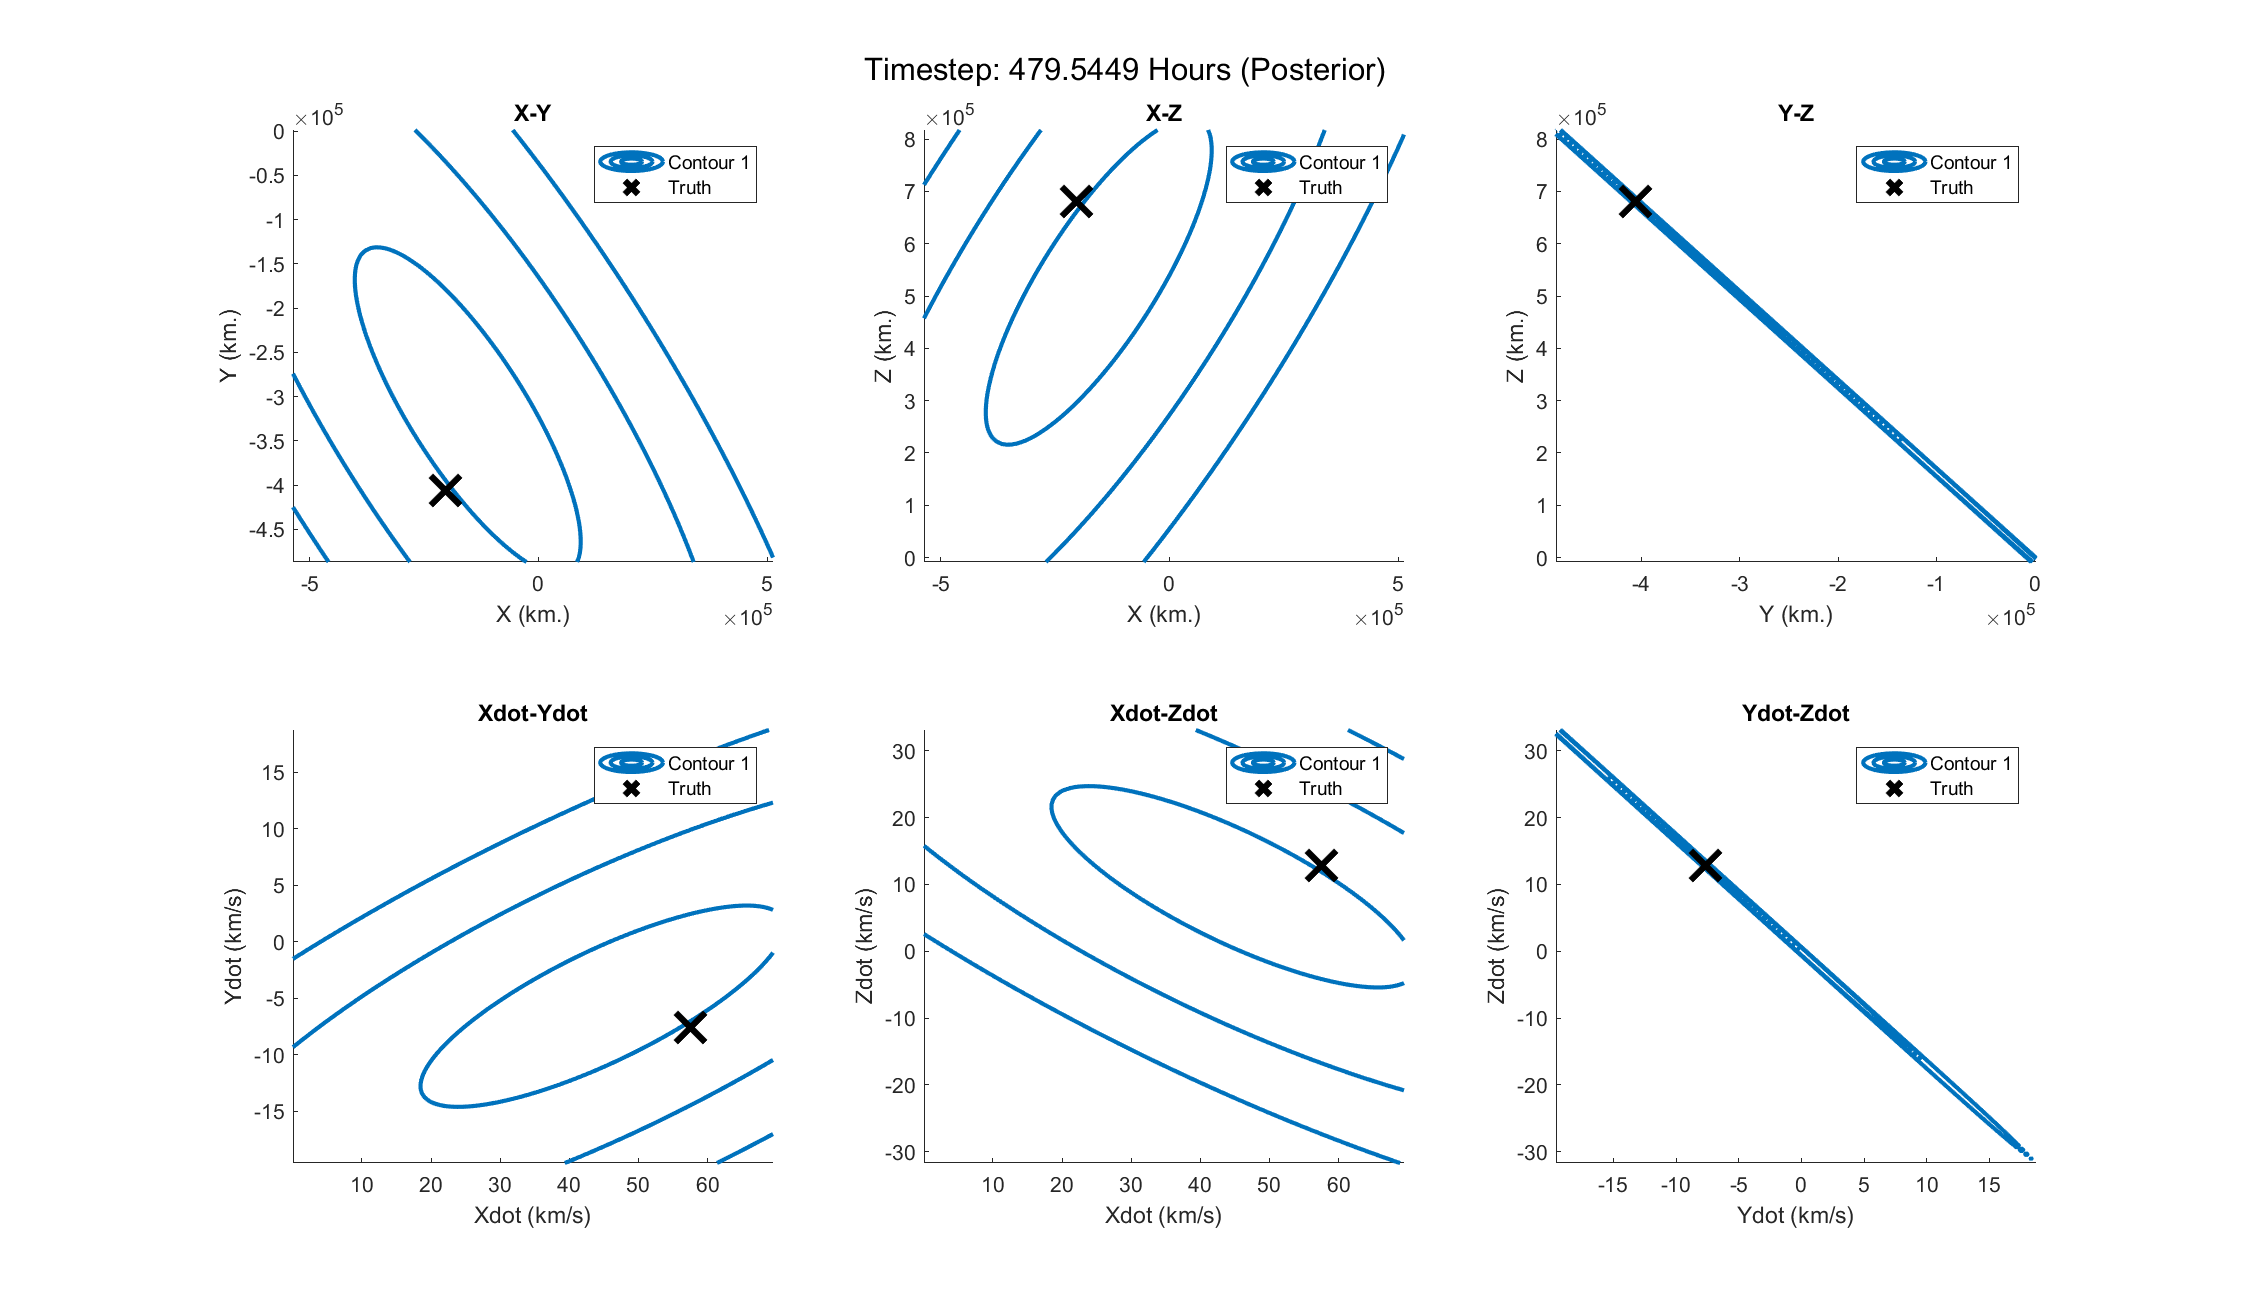 Timestep: 479.5449 Hours (Posterior)
X-Y
×10^5
0
-0.5
-1
-1.5
-2
-2.5
-3
-3.5
-4
-4.5
Y (km.)
-5 0 5
X (km.)
×10^5
Contour 1
Truth
X-Z
×10^5
8
7
6
5
4
3
2
1
0
Z (km.)
-5 0 5
X (km.)
×10^5
Contour 1
Truth
Y-Z
×10^5
8
7
6
5
4
3
2
1
0
Z (km.)
-4 -3 -2 -1 0
Y (km.)
×10^5
Contour 1
Truth
Xdot-Ydot
15
10
5
0
-5
-10
-15
Ydot (km/s)
10 20 30 40 50 60
Xdot (km/s)
Contour 1
Truth
Xdot-Zdot
30
20
10
0
-10
-20
-30
Zdot (km/s)
10 20 30 40 50 60
Xdot (km/s)
Contour 1
Truth
Ydot-Zdot
30
20
10
0
-10
-20
-30
Zdot (km/s)
-15 -10 -5 0 5 10 15
Ydot (km/s)
Contour 1
Truth